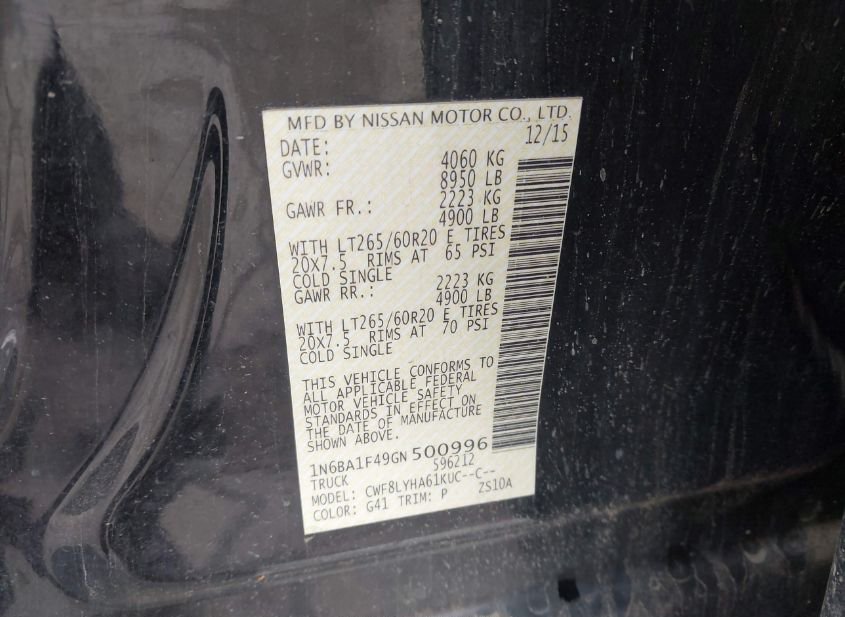 MFD BY NISSAN MOTOR CO., LTD.
DATE: 12/15
GVWR: 4060 KG
8950 LB
GAWR FR.: 2223 KG
4900 LB
WITH LT265/60R20 E TIRES
20X7.5 RIMS AT 65 PSI
COLD SINGLE
GAWR RR.: 2223 KG
4900 LB
WITH LT265/60R20 E TIRES
20X7.5 RIMS AT 70 PSI
COLD SINGLE
THIS VEHICLE CONFORMS TO
ALL APPLICABLE FEDERAL
MOTOR VEHICLE SAFETY
STANDARDS IN EFFECT ON
THE DATE OF MANUFACTURE
SHOWN ABOVE.
1N6BA1F49GN500996
TRUCK 596212
MODEL: CWF8LYHA61KUC--C--
COLOR: G41 TRIM: P ZS10A